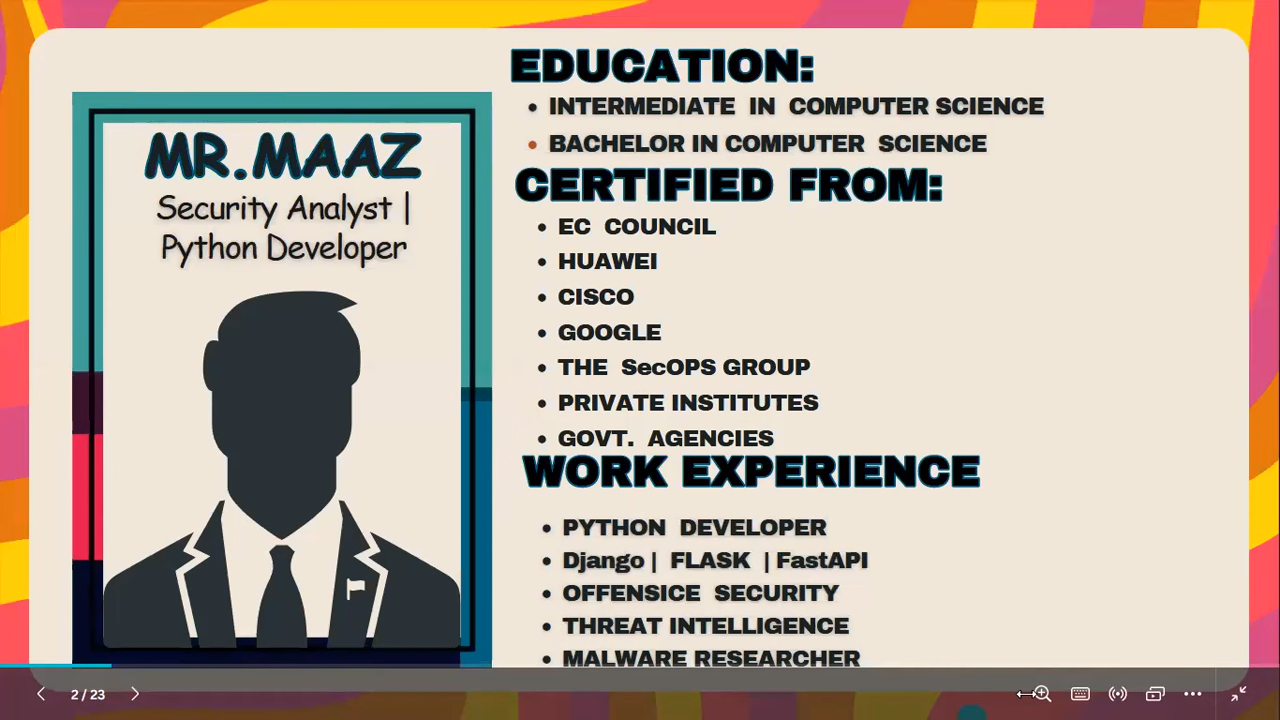 MR.MAAZ
Security Analyst |
Python Developer
EDUCATION:
• INTERMEDIATE IN COMPUTER SCIENCE
• BACHELOR IN COMPUTER SCIENCE
CERTIFIED FROM:
• EC COUNCIL
• HUAWEI
• CISCO
• GOOGLE
• THE SecOPS GROUP
• PRIVATE INSTITUTES
• GOVT. AGENCIES
WORK EXPERIENCE
• PYTHON DEVELOPER
• Django | FLASK | FastAPI
• OFFENSICE SECURITY
• THREAT INTELLIGENCE
• MALWARE RESEARCHER
2 / 23